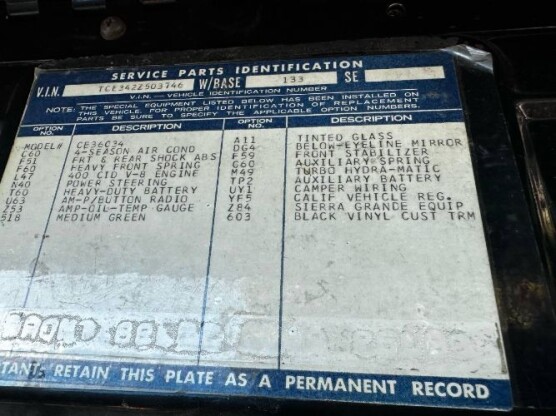 SERVICE PARTS IDENTIFICATION
V.I.N. TCE342Z503746 W/BASE 133 SE
V.I.N. — VEHICLE IDENTIFICATION NUMBER
NOTE: THE SPECIAL EQUIPMENT LISTED BELOW HAS BEEN INSTALLED ON
THIS VEHICLE. FOR PROPER IDENTIFICATION OF REPLACEMENT
PARTS BE SURE TO SPECIFY THE APPLICABLE OPTION NUMBERS.
OPTION NO. DESCRIPTION OPTION NO. DESCRIPTION
MODEL# CE36034 A11 TINTED GLASS
C60 4-SEASON AIR COND DG4 BELOW-EYELINE MIRROR
F51 FRT & REAR SHOCK ABS F59 FRONT STABILIZER
F60 HEAVY FRONT SPRING G60 AUXILIARY SPRING
L47 400 CID V-8 ENGINE M49 TURBO HYDRA-MATIC
N40 POWER STEERING TP2 AUXILIARY BATTERY
T60 HEAVY-DUTY BATTERY UY1 CAMPER WIRING
U63 AM-P/BUTTON RADIO YF5 CALIF VEHICLE REG.
Z53 AMP-OIL-TEMP GAUGE Z84 SIERRA GRANDE EQUIP
518 MEDIUM GREEN 603 BLACK VINYL CUST TRM
RETAIN THIS PLATE AS A PERMANENT RECORD